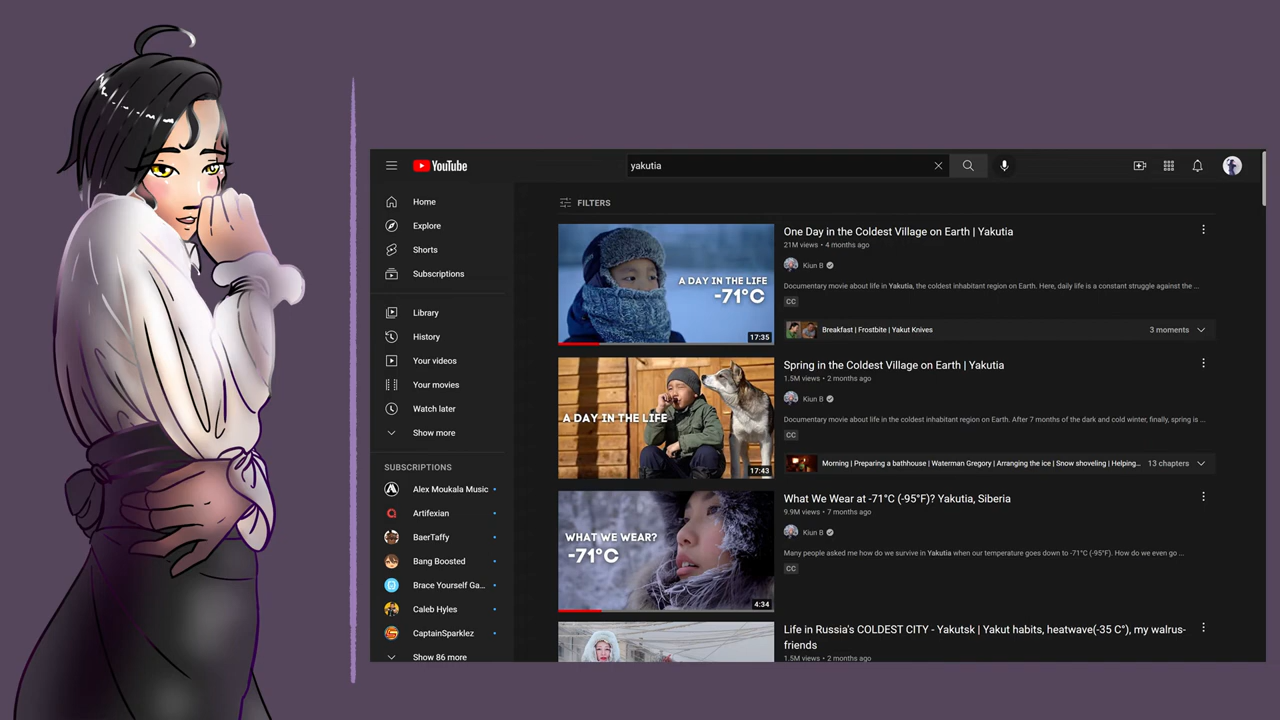 YouTube
yakutia
Home
Explore
Shorts
Subscriptions
Library
History
Your videos
Your movies
Watch later
Show more
SUBSCRIPTIONS
Alex Moukala Music
Artifexian
BaerTaffy
Bang Boosted
Brace Yourself Ga...
Caleb Hyles
CaptainSparklez
Show 86 more
FILTERS
A DAY IN THE LIFE
-71°C
17:35
One Day in the Coldest Village on Earth | Yakutia
21M views • 4 months ago
Kiun B
Documentary movie about life in Yakutia, the coldest inhabitant region on Earth. Here, daily life is a constant struggle against the ...
CC
Breakfast | Frostbite | Yakut Knives
3 moments
A DAY IN THE LIFE
17:43
Spring in the Coldest Village on Earth | Yakutia
1.5M views • 2 months ago
Kiun B
Documentary movie about life in the coldest inhabitant region on Earth. After 7 months of the dark and cold winter, finally, spring is ...
CC
Morning | Preparing a bathhouse | Waterman Gregory | Arranging the ice | Snow shoveling | Helping...
13 chapters
WHAT WE WEAR?
-71°C
4:34
What We Wear at -71°C (-95°F)? Yakutia, Siberia
9.9M views • 7 months ago
Kiun B
Many people asked me how do we survive in Yakutia when our temperature goes down to -71°C (-95°F). How do we even go ...
CC
Life in Russia's COLDEST CITY - Yakutsk | Yakut habits, heatwave(-35 C°), my walrus-
friends
1.5M views • 2 months ago